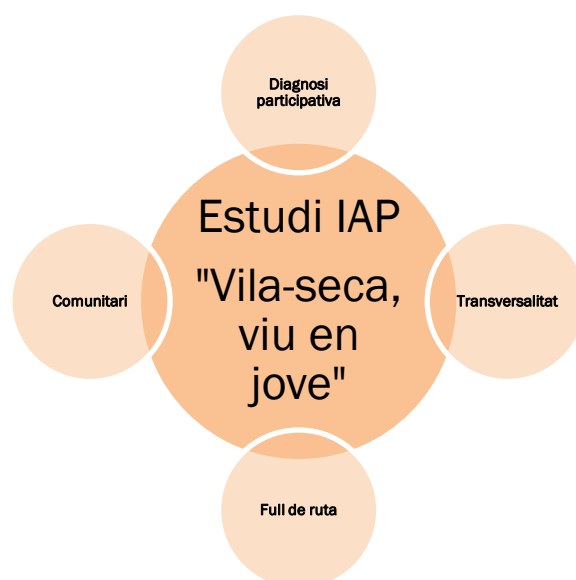 Diagnosi
participativa
Estudi IAP
"Vila-seca,
viu en
jove"
Comunitari
Transversalitat
Full de ruta